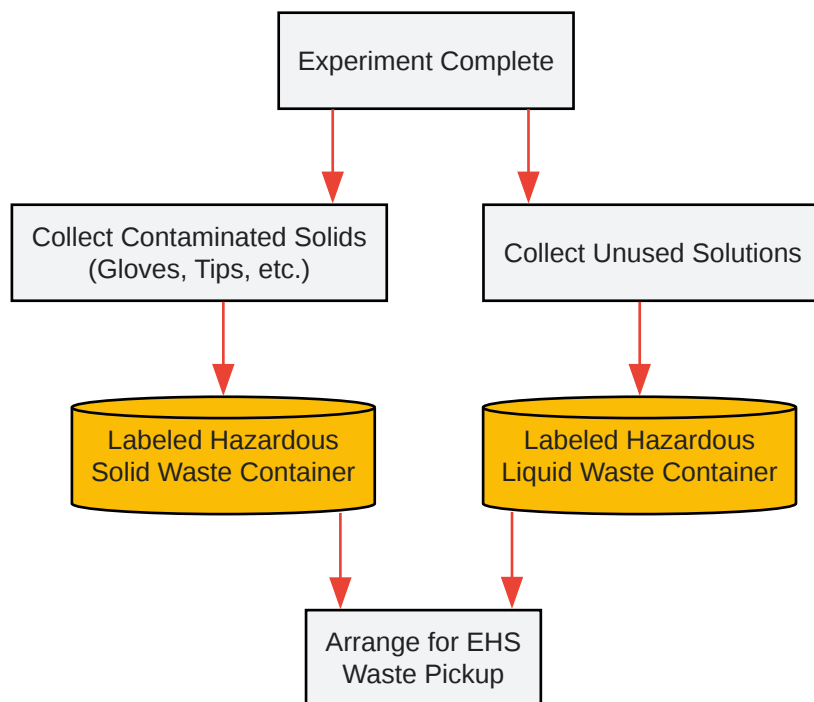 Experiment Complete
Collect Contaminated Solids
(Gloves, Tips, etc.)
Collect Unused Solutions
Labeled Hazardous
Solid Waste Container
Labeled Hazardous
Liquid Waste Container
Arrange for EHS
Waste Pickup